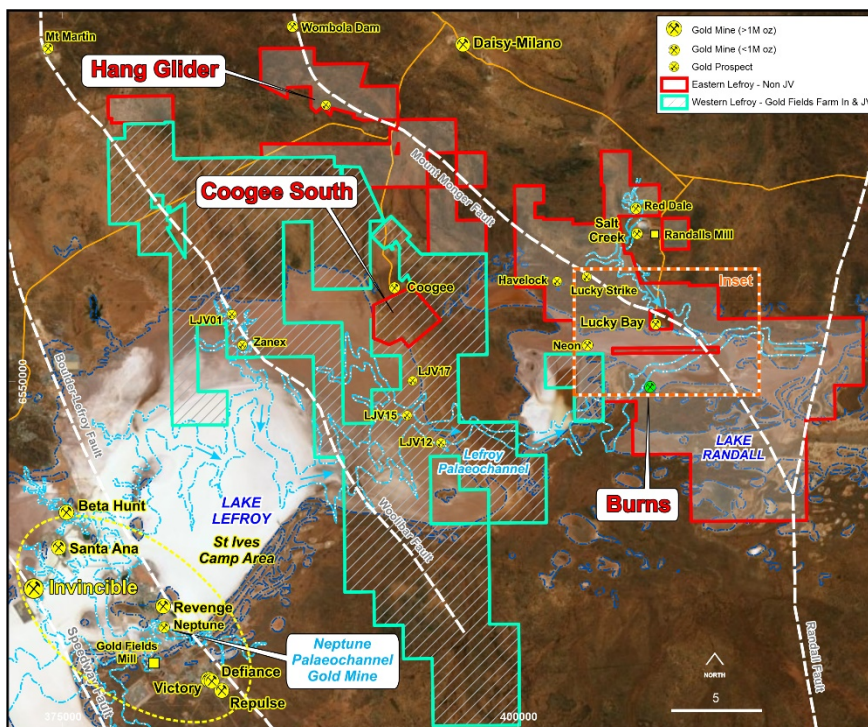 Mt Martin
Wombola Dam
Daisy-Milano
Gold Mine (>1M oz)
Gold Mine (<1M oz)
Gold Prospect
Eastern Lefroy - Non JV
Western Lefroy - Gold Fields Farm In & JV
Hang Glider
Mount Monger Fault
Coogee South
Red Dale
Salt
Creek
Randalls Mill
Coogee
Havelock
Lucky Strike
Inset
LJV01
Zanex
Lucky Bay
Neon
Boulder-Lefroy Fault
6550000
LJV17
LJV15
LJV12
Lefroy
Palaeochannel
LAKE
RANDALL
Burns
LAKE
LEFROY
St Ives
Camp Area
Woolibar Fault
Beta Hunt
Santa Ana
Invincible
Revenge
Neptune
Gold Fields
Mill
Neptune
Palaeochannel
Gold Mine
Speedway Fault
Defiance
Victory
Repulse
Randall Fault
NORTH
5
375000
400000